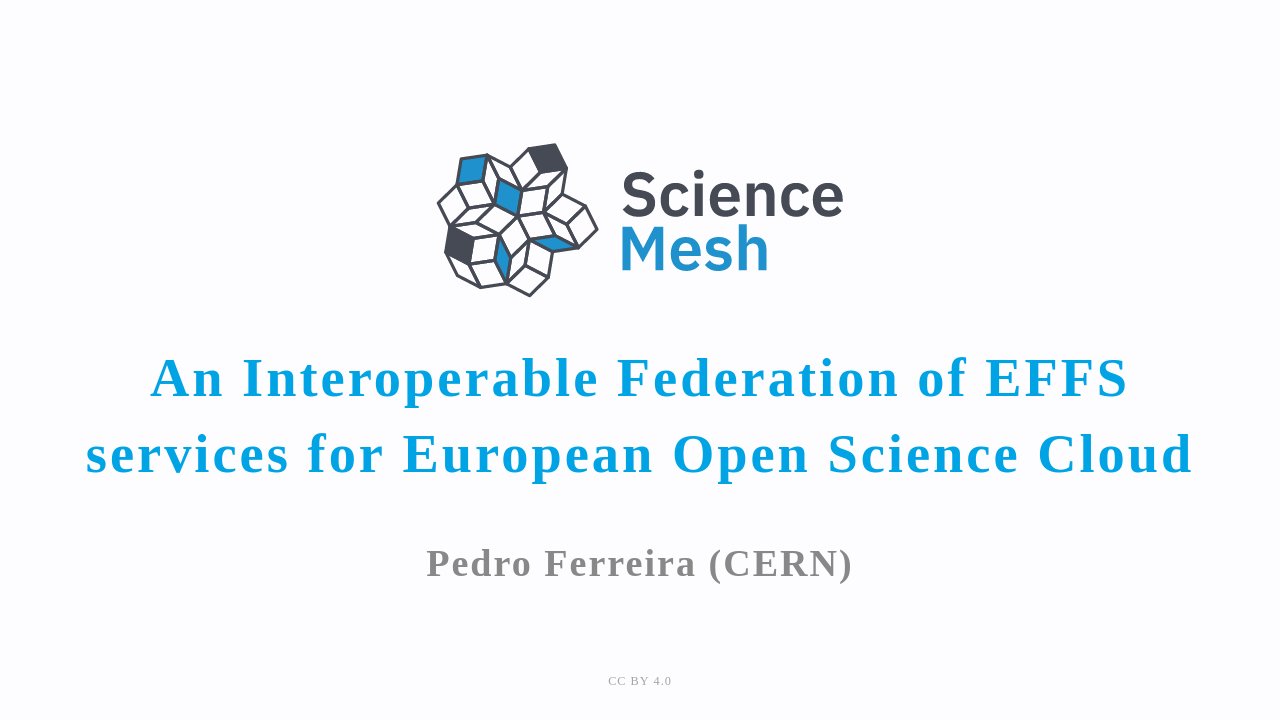 Science
Mesh
An Interoperable Federation of EFFS
services for European Open Science Cloud
Pedro Ferreira (CERN)
CC BY 4.0